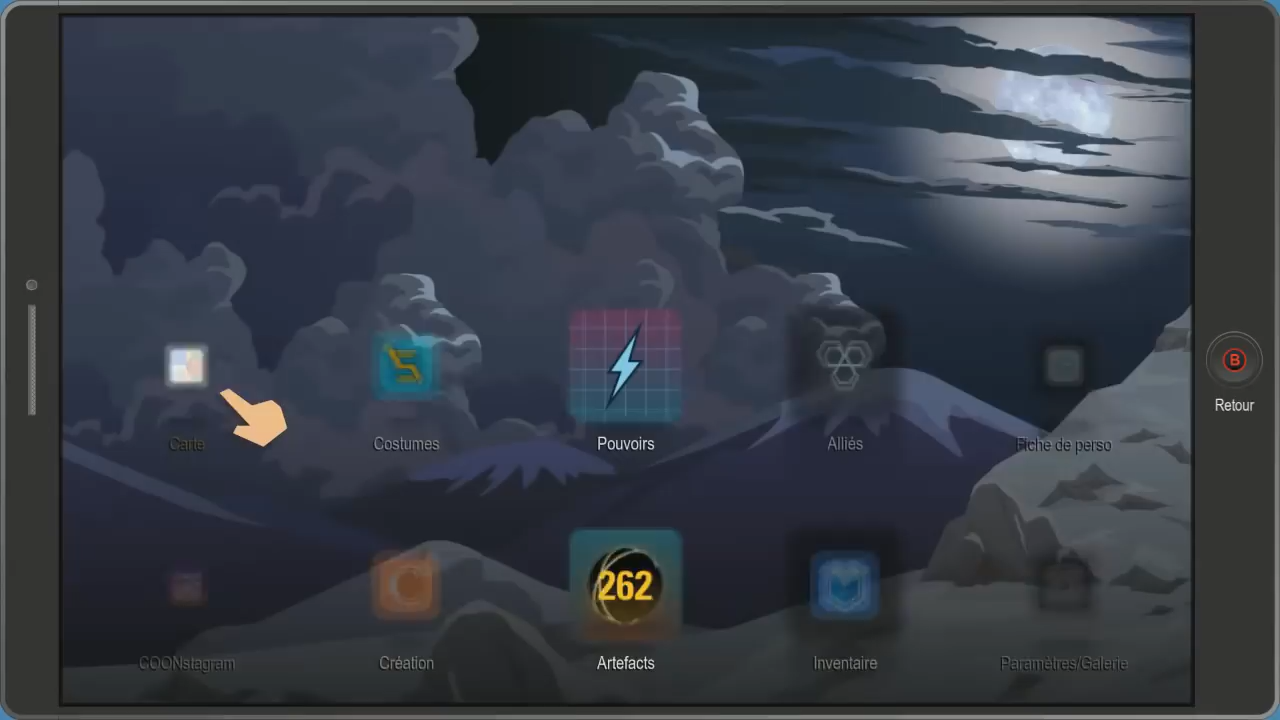 B
Retour
Carte
Costumes
Pouvoirs
Alliés
Fiche de perso
262
COONstagram
Création
Artefacts
Inventaire
Paramètres/Galerie